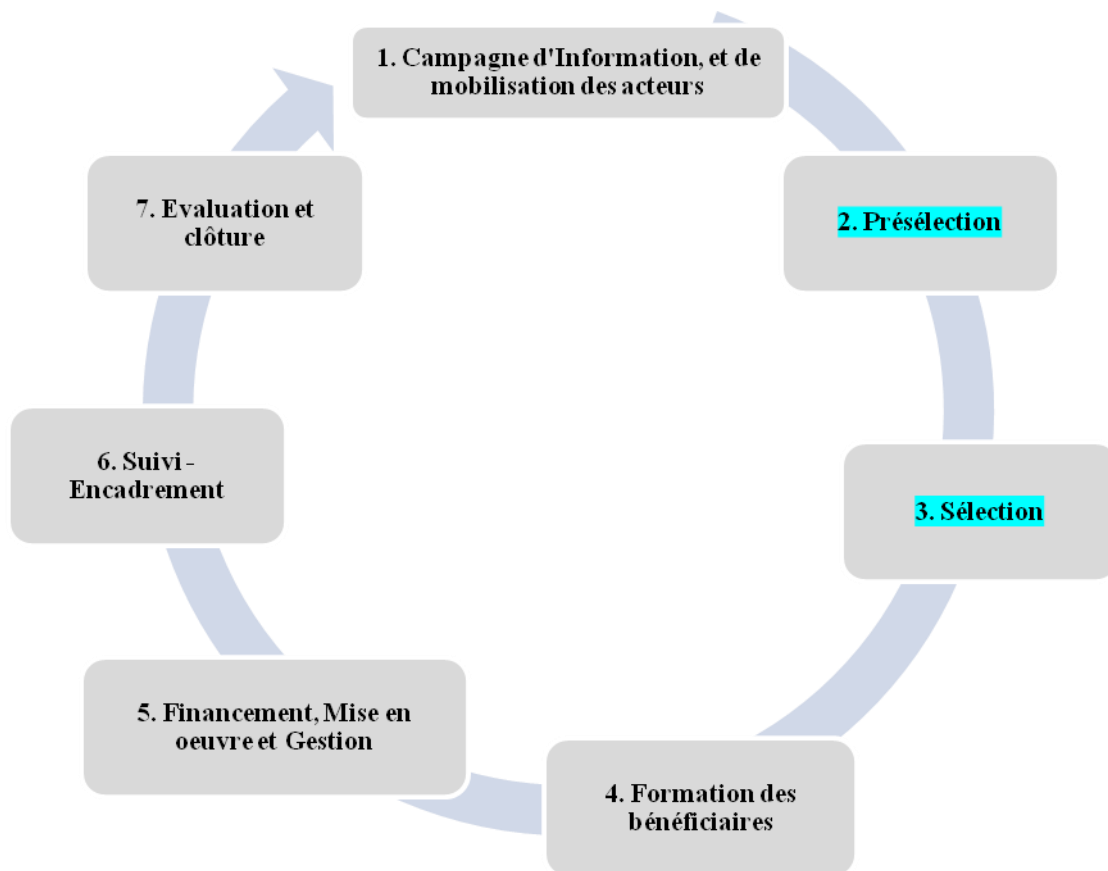 1. Campagne d'Information, et de
mobilisation des acteurs
2. Présélection
3. Sélection
4. Formation des
bénéficiaires
5. Financement, Mise en
oeuvre et Gestion
6. Suivi -
Encadrement
7. Evaluation et
clôture